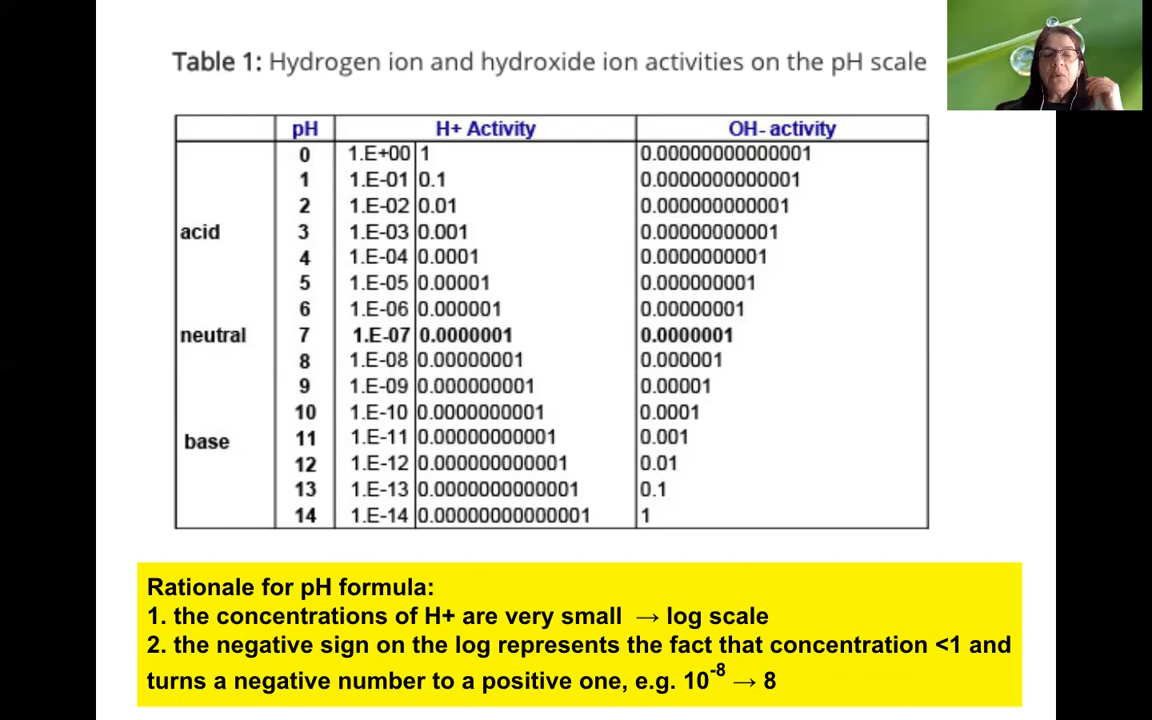 Table 1: Hydrogen ion and hydroxide ion activities on the pH scale
pH H+ Activity OH- activity
0 1.E+00 1 0.00000000000001
1 1.E-01 0.1 0.0000000000001
2 1.E-02 0.01 0.000000000001
acid 3 1.E-03 0.001 0.00000000001
4 1.E-04 0.0001 0.0000000001
5 1.E-05 0.00001 0.000000001
6 1.E-06 0.000001 0.00000001
neutral 7 1.E-07 0.0000001 0.0000001
8 1.E-08 0.00000001 0.000001
9 1.E-09 0.000000001 0.00001
10 1.E-10 0.0000000001 0.0001
base 11 1.E-11 0.00000000001 0.001
12 1.E-12 0.000000000001 0.01
13 1.E-13 0.0000000000001 0.1
14 1.E-14 0.00000000000001 1
Rationale for pH formula:
1. the concentrations of H+ are very small → log scale
2. the negative sign on the log represents the fact that concentration <1 and
turns a negative number to a positive one, e.g. 10⁻⁸ → 8